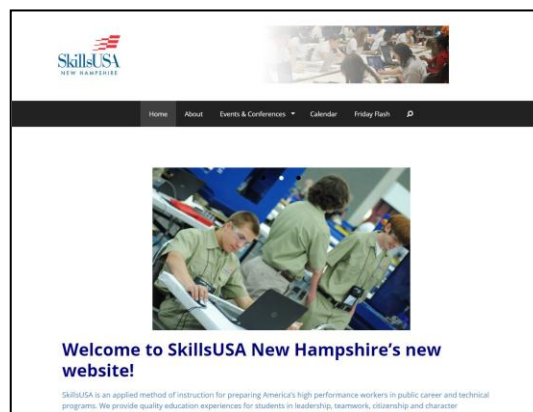 SkillsUSA
NEW HAMPSHIRE
Home About Events & Conferences Calendar Friday Flash
Welcome to SkillsUSA New Hampshire's new
website!
SkillsUSA is an applied method of instruction for preparing America's high performance workers in public career and technical
programs. We provide quality education experiences for students in leadership, teamwork, citizenship and character